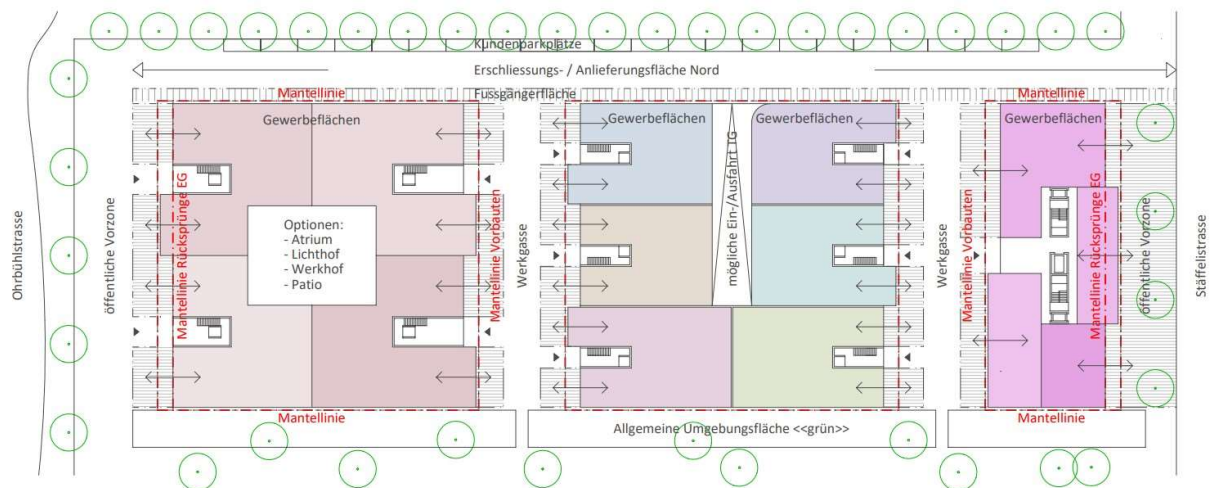 Kundenparkplätze
Erschliessungs- / Anlieferungsfläche Nord
Mantellinie
Fussgängerfläche
Mantellinie
Gewerbeflächen
Gewerbeflächen
Gewerbeflächen
Gewerbeflächen
Ohrbühlstrasse
öffentliche Vorzone
Mantellinie Rücksprünge EG
Optionen:
- Atrium
- Lichthof
- Werkhof
- Patio
Mantellinie Vorbauten
Werkgasse
mögliche Ein-/Ausfahrt TG
Werkgasse
Mantellinie Vorbauten
Mantellinie Rücksprünge EG
öffentliche Vorzone
Stäffelistrasse
Mantellinie
Allgemeine Umgebungsfläche <<grün>>
Mantellinie